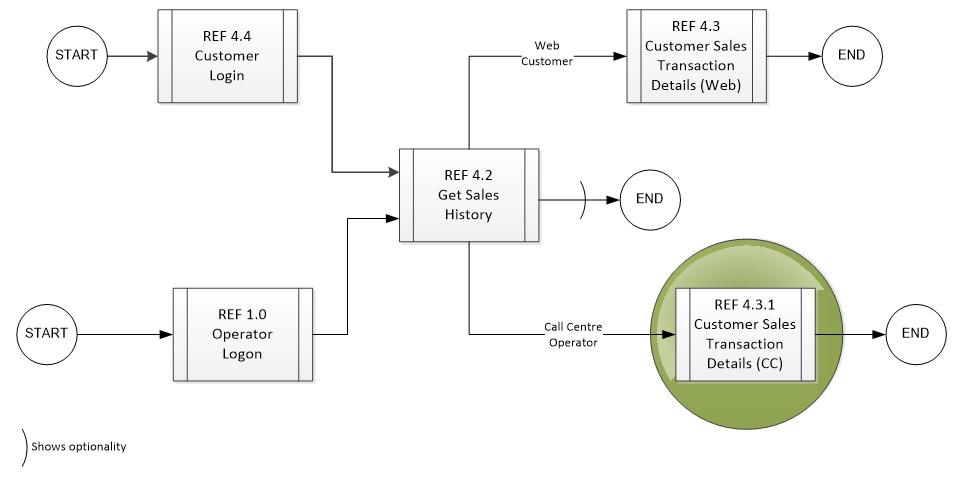 START
REF 4.4
Customer
Login
Web
Customer
REF 4.3
Customer Sales
Transaction
Details (Web)
END
REF 4.2
Get Sales
History
END
START
REF 1.0
Operator
Logon
Call Centre
Operator
REF 4.3.1
Customer Sales
Transaction
Details (CC)
END
Shows optionality